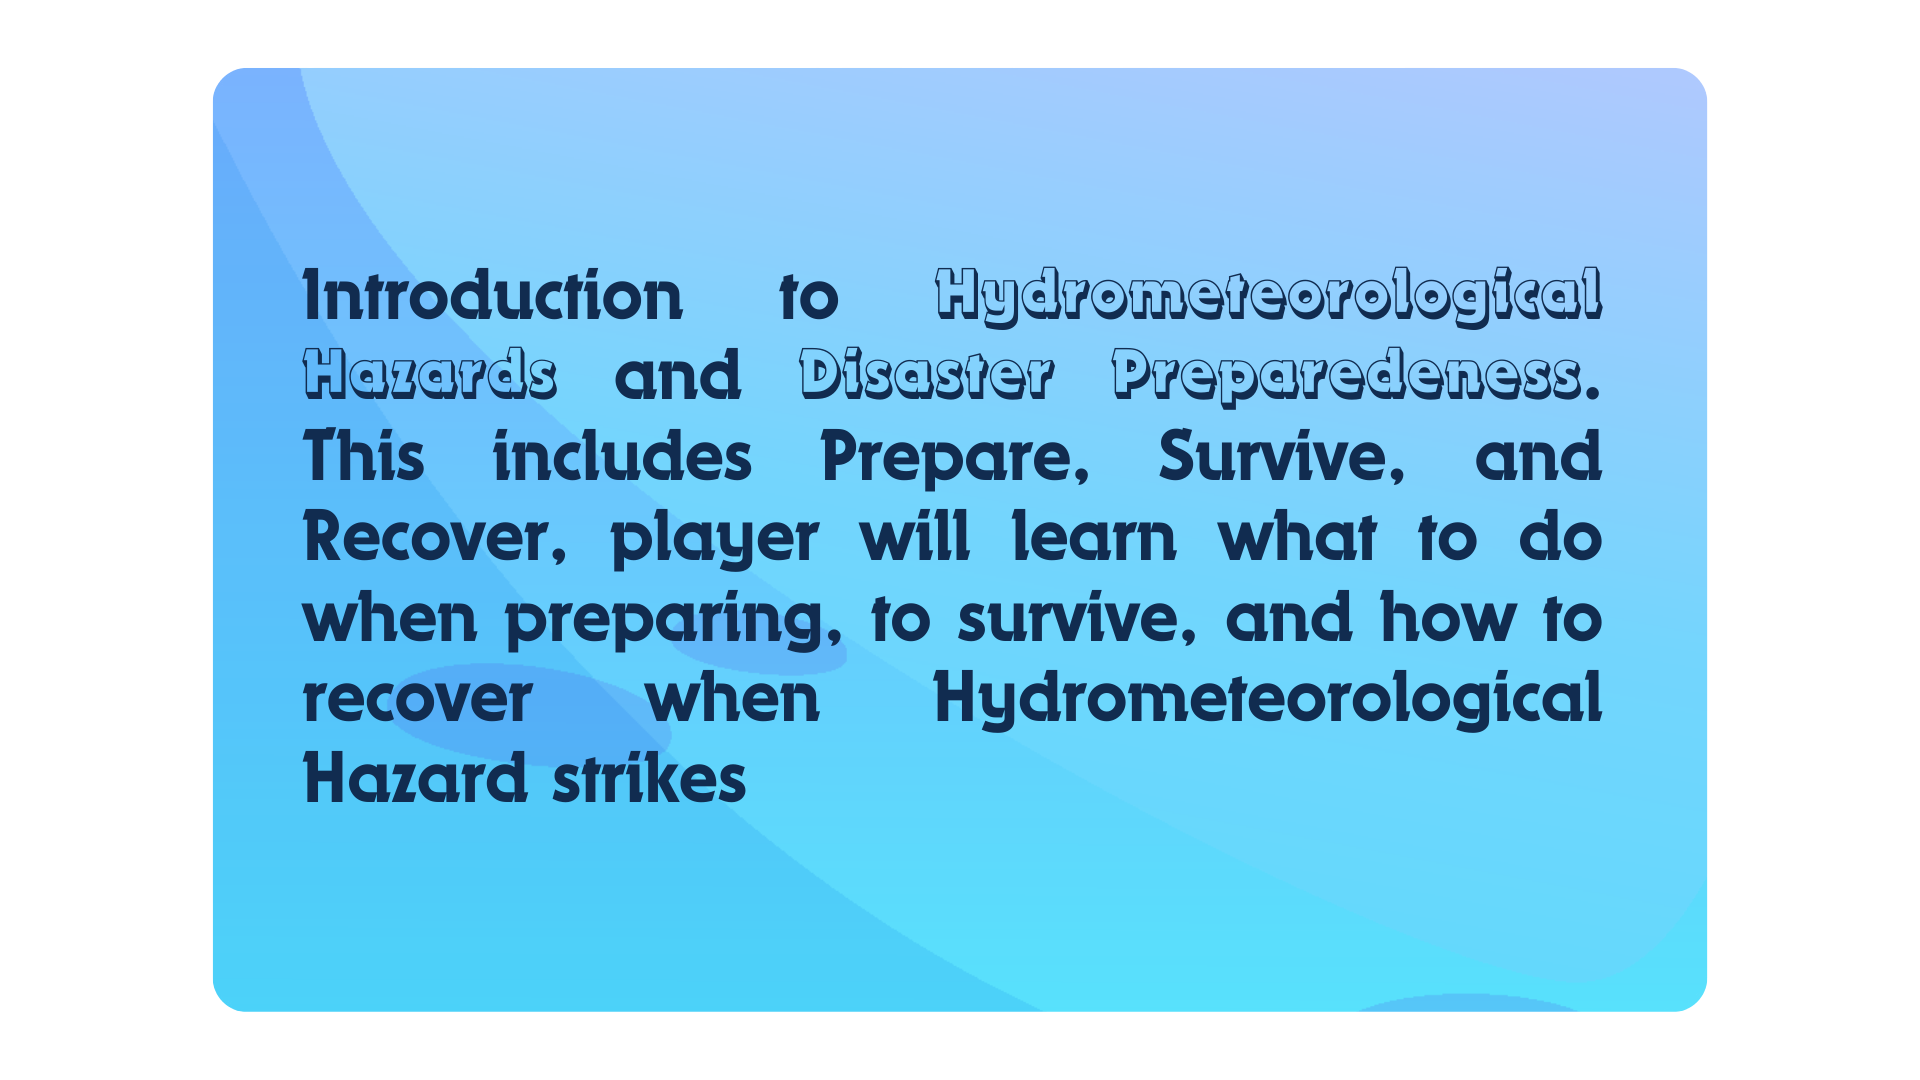 Introduction to Hydrometeorological
Hazards and Disaster Preparedeness.
This includes Prepare, Survive, and
Recover, player will learn what to do
when preparing, to survive, and how to
recover when Hydrometeorological
Hazard strikes